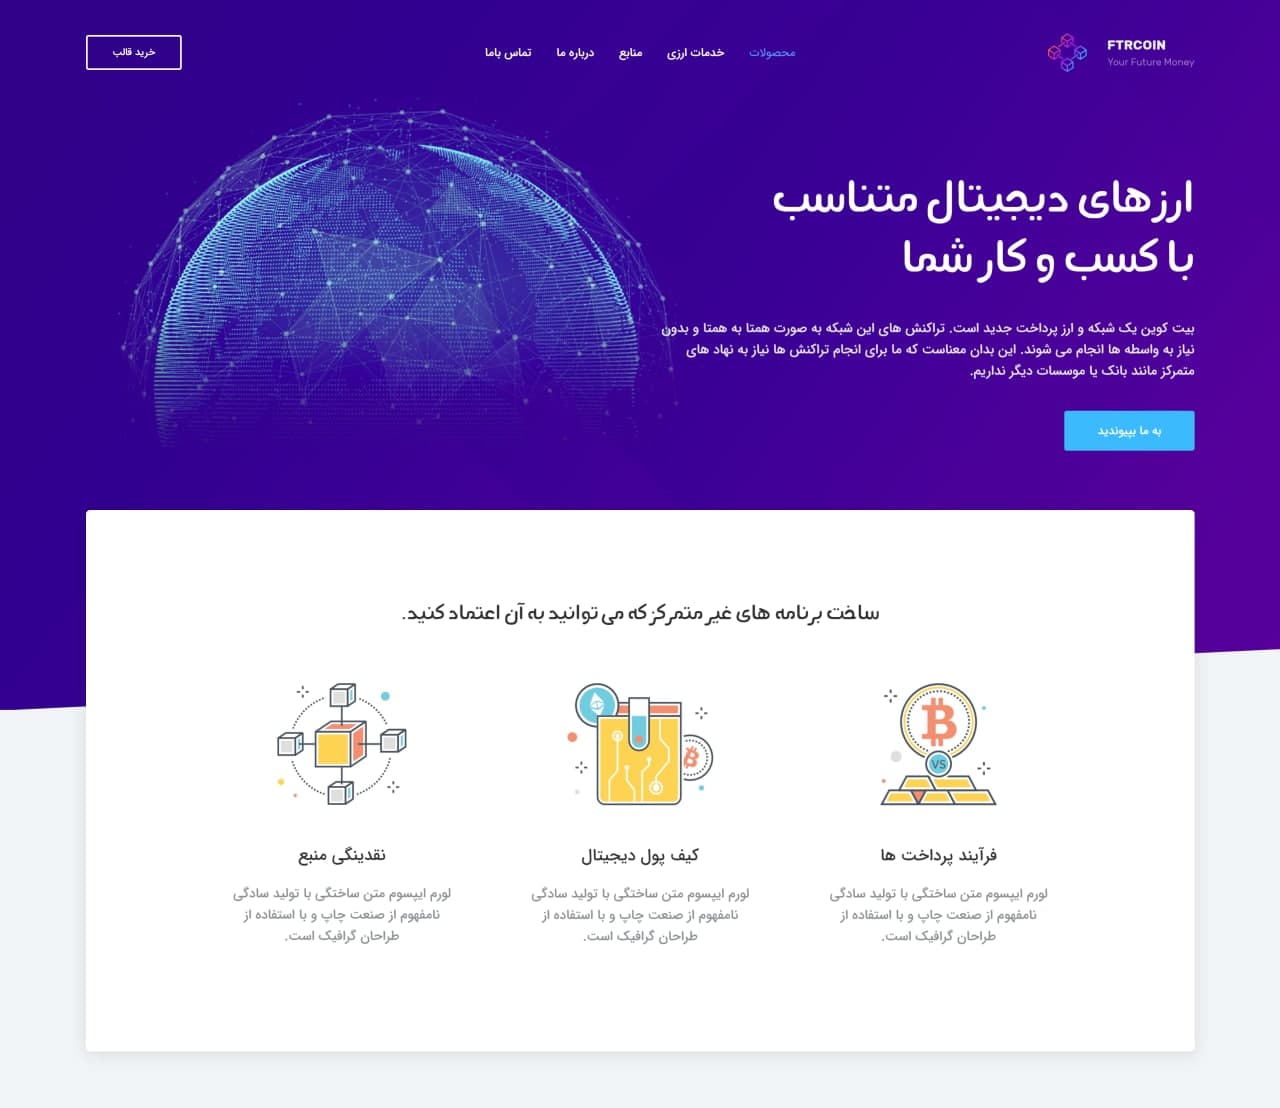 FTRCOIN
Your Future Money
محصولات
خدمات ارزی
منابع
درباره ما
تماس باما
خرید قالب
ارزهای دیجیتال متناسب
با کسب و کار شما
بیت کوین یک شبکه و ارز پرداخت جدید است. تراکنش های این شبکه به صورت همتا به همتا و بدون
نیاز به واسطه ها انجام می شوند. این بدان معناست که ما برای انجام تراکنش ها نیاز به نهاد های
متمرکز مانند بانک یا موسسات دیگر نداریم.
به ما بپیوندید
ساخت برنامه های غیر متمرکز که می توانید به آن اعتماد کنید.
VS
فرآیند پرداخت ها
لورم ایپسوم متن ساختگی با تولید سادگی
نامفهوم از صنعت چاپ و با استفاده از
طراحان گرافیک است.
کیف پول دیجیتال
لورم ایپسوم متن ساختگی با تولید سادگی
نامفهوم از صنعت چاپ و با استفاده از
طراحان گرافیک است.
نقدینگی منبع
لورم ایپسوم متن ساختگی با تولید سادگی
نامفهوم از صنعت چاپ و با استفاده از
طراحان گرافیک است.